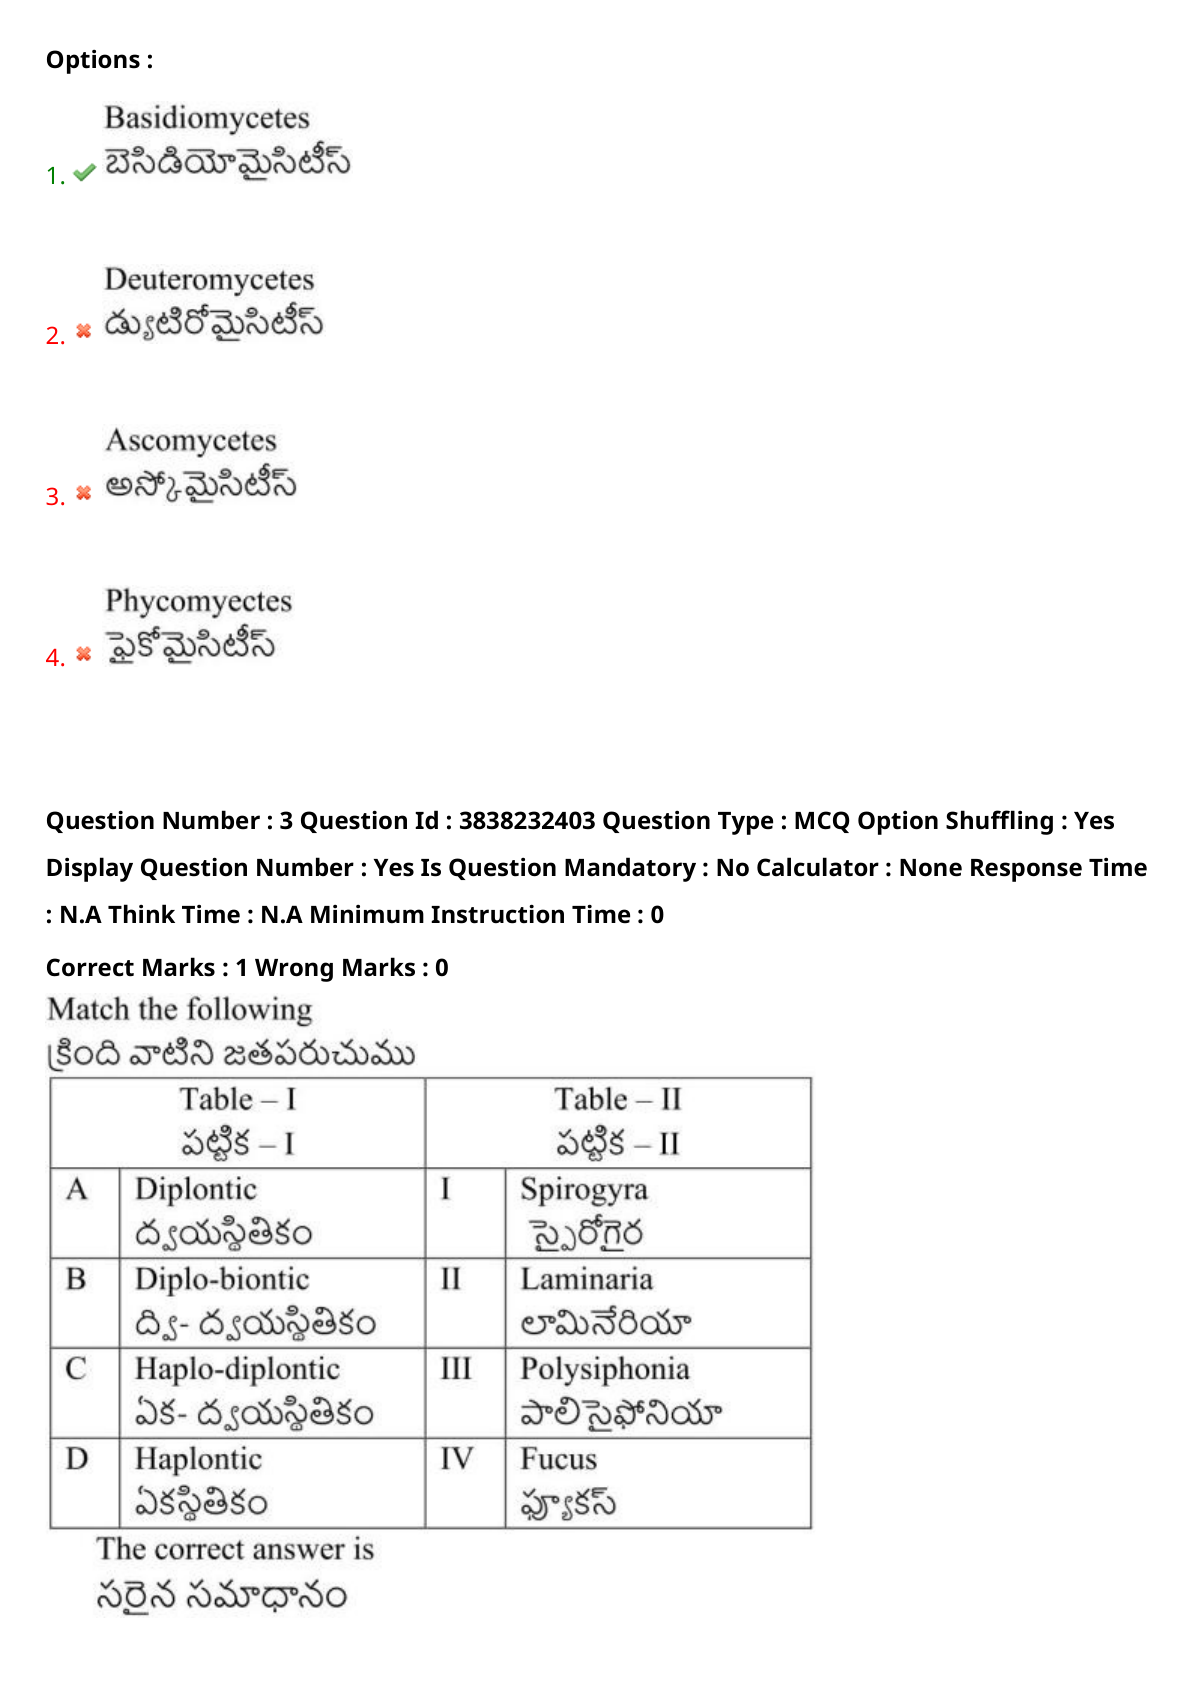 Options :
Basidiomycetes
1. బెసిడియోమైసిటీస్
Deuteromycetes
2. డ్యుటిరోమైసిటీస్
Ascomycetes
3. అస్కోమైసిటీస్
Phycomyectes
4. ఫైకోమైసిటీస్
Question Number : 3 Question Id : 3838232403 Question Type : MCQ Option Shuffling : Yes
Display Question Number : Yes Is Question Mandatory : No Calculator : None Response Time
: N.A Think Time : N.A Minimum Instruction Time : 0
Correct Marks : 1 Wrong Marks : 0
Match the following
క్రింది వాటిని జతపరుచుము
Table – I Table – II
పట్టిక – I పట్టిక – II
A Diplontic I Spirogyra
ద్వయస్థితికం స్పైరోగైర
B Diplo-biontic II Laminaria
ద్వి- ద్వయస్థితికం లామినేరియా
C Haplo-diplontic III Polysiphonia
ఏక- ద్వయస్థితికం పాలిసైఫోనియా
D Haplontic IV Fucus
ఏకస్థితికం ఫ్యూకస్
The correct answer is
సరైన సమాధానం